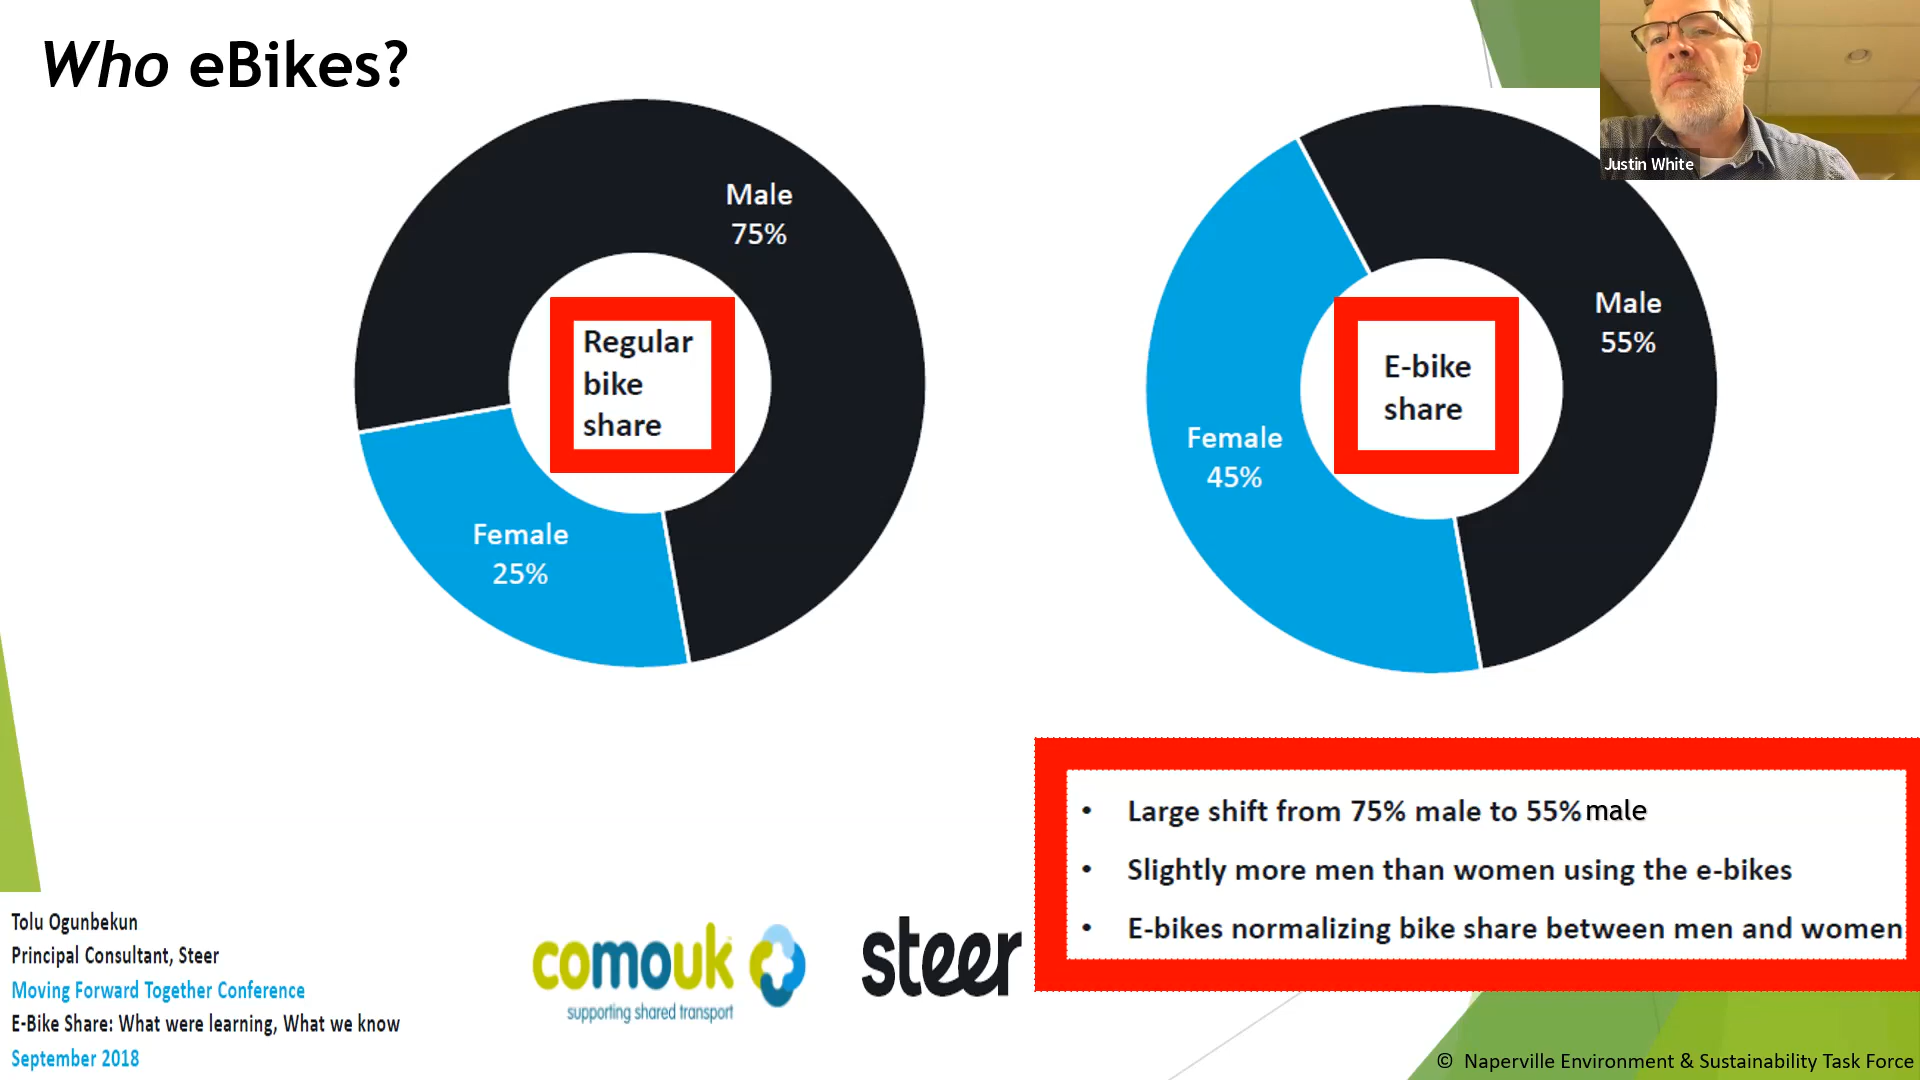 Who eBikes?
Male
75%
Regular
bike
share
Female
25%
Male
55%
E-bike
share
Female
45%
Justin White
• Large shift from 75% male to 55% male
• Slightly more men than women using the e-bikes
• E-bikes normalizing bike share between men and women
Tolu Ogunbekun
Principal Consultant, Steer
Moving Forward Together Conference
E-Bike Share: What were learning, What we know
September 2018
comouk
supporting shared transport
steer
© Naperville Environment & Sustainability Task Force